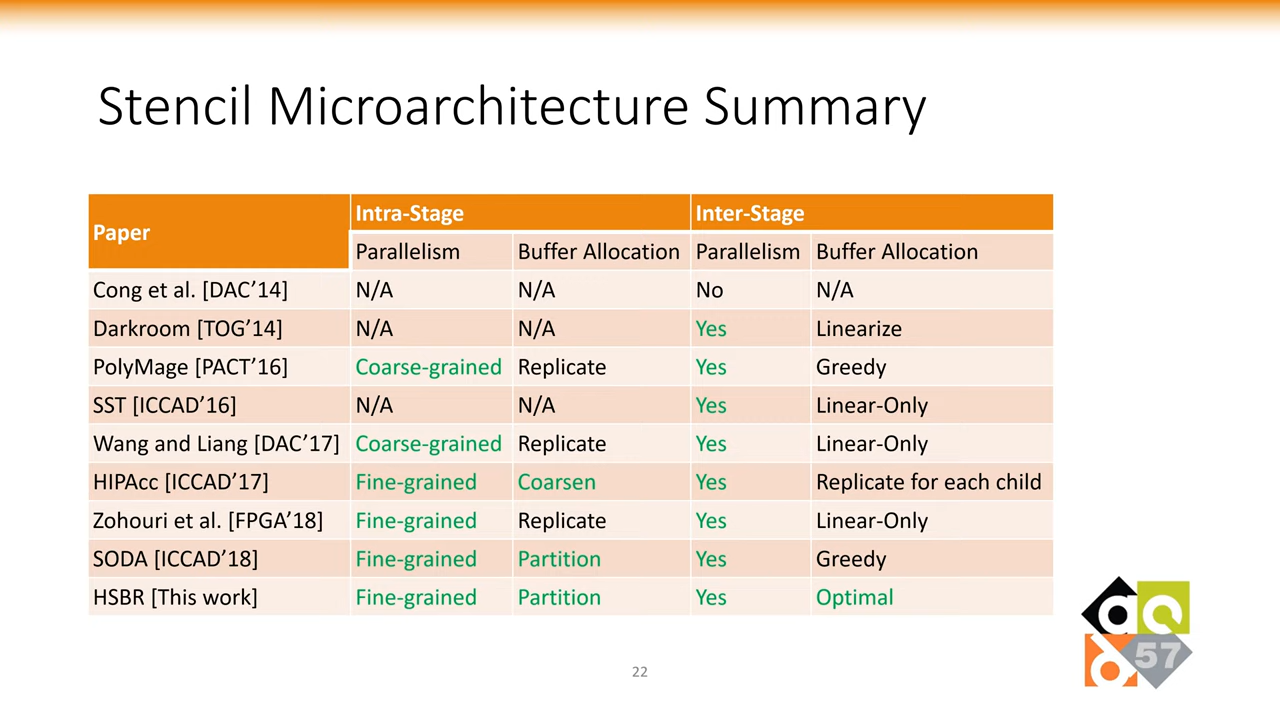 Stencil Microarchitecture Summary
Paper Intra-Stage Inter-Stage
Parallelism Buffer Allocation Parallelism Buffer Allocation
Cong et al. [DAC’14] N/A N/A No N/A
Darkroom [TOG’14] N/A N/A Yes Linearize
PolyMage [PACT’16] Coarse-grained Replicate Yes Greedy
SST [ICCAD’16] N/A N/A Yes Linear-Only
Wang and Liang [DAC’17] Coarse-grained Replicate Yes Linear-Only
HIPAcc [ICCAD’17] Fine-grained Coarsen Yes Replicate for each child
Zohouri et al. [FPGA’18] Fine-grained Replicate Yes Linear-Only
SODA [ICCAD’18] Fine-grained Partition Yes Greedy
HSBR [This work] Fine-grained Partition Yes Optimal
57
22